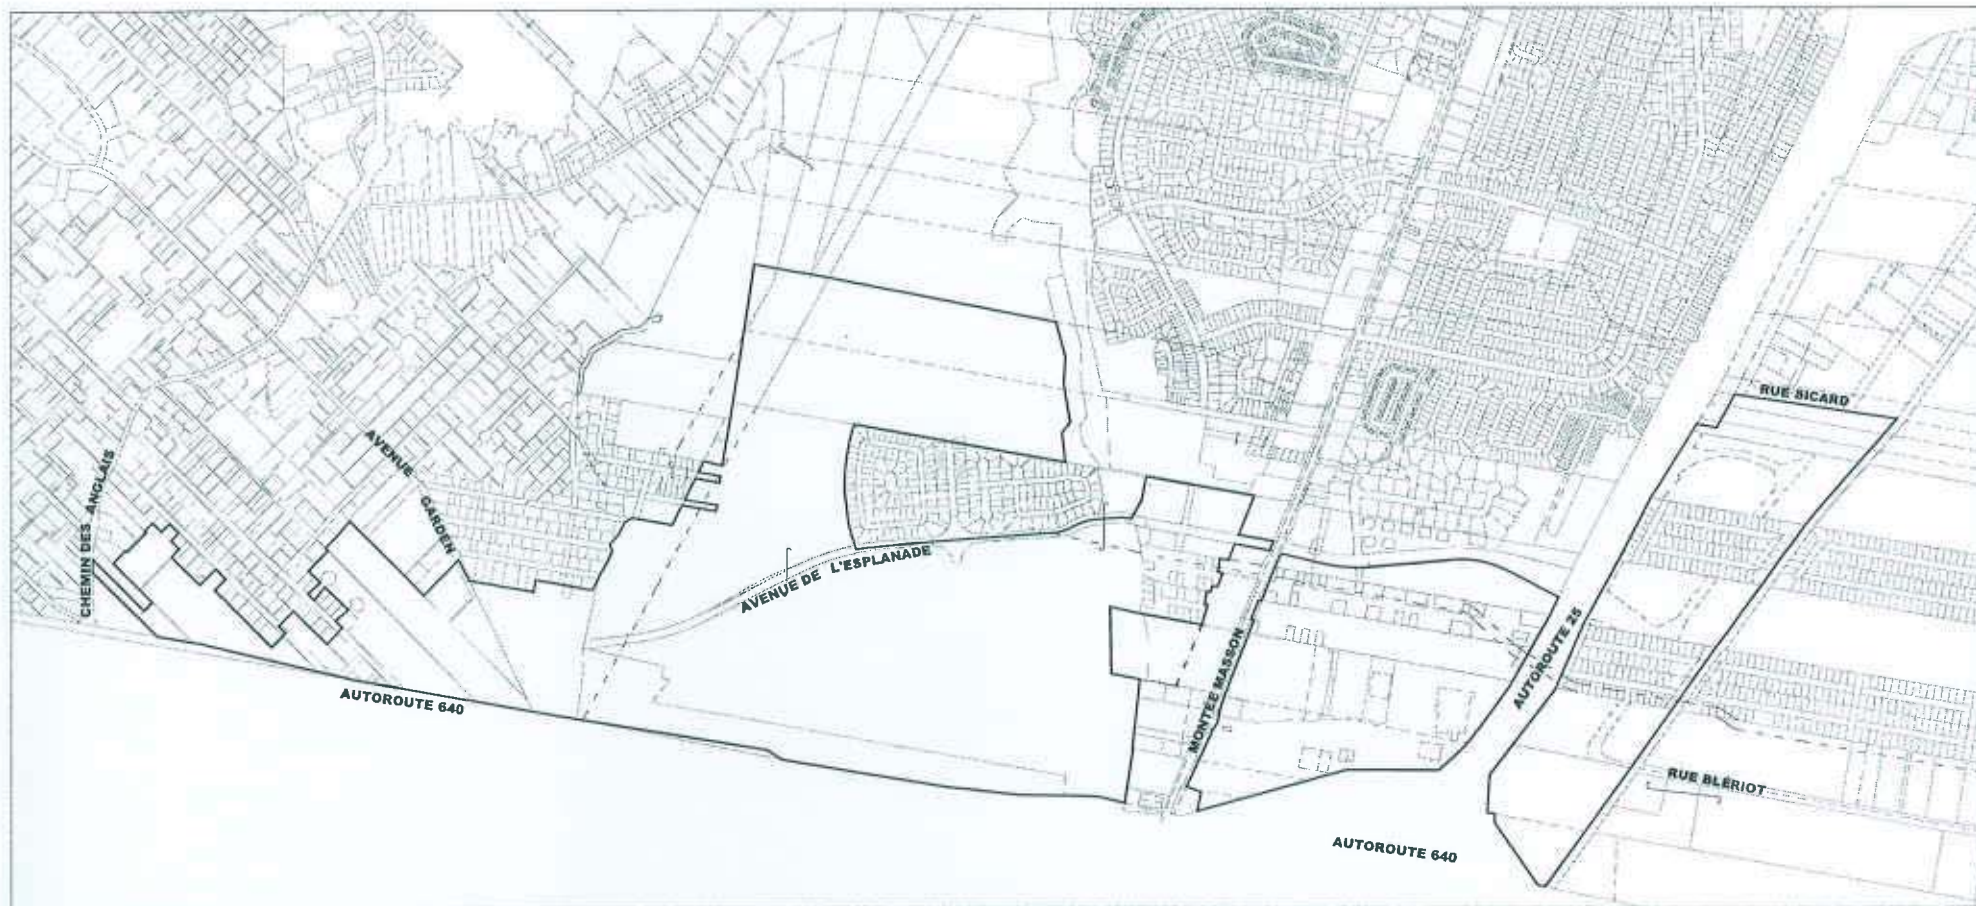 RUE SICARD
AVENUE
GARDEN
CHEMIN DES ANGLAIS
AVENUE DE L'ESPLANADE
AUTOROUTE 25
MONTEE MASSON
AUTOROUTE 640
RUE BLÉRIOT
AUTOROUTE 640